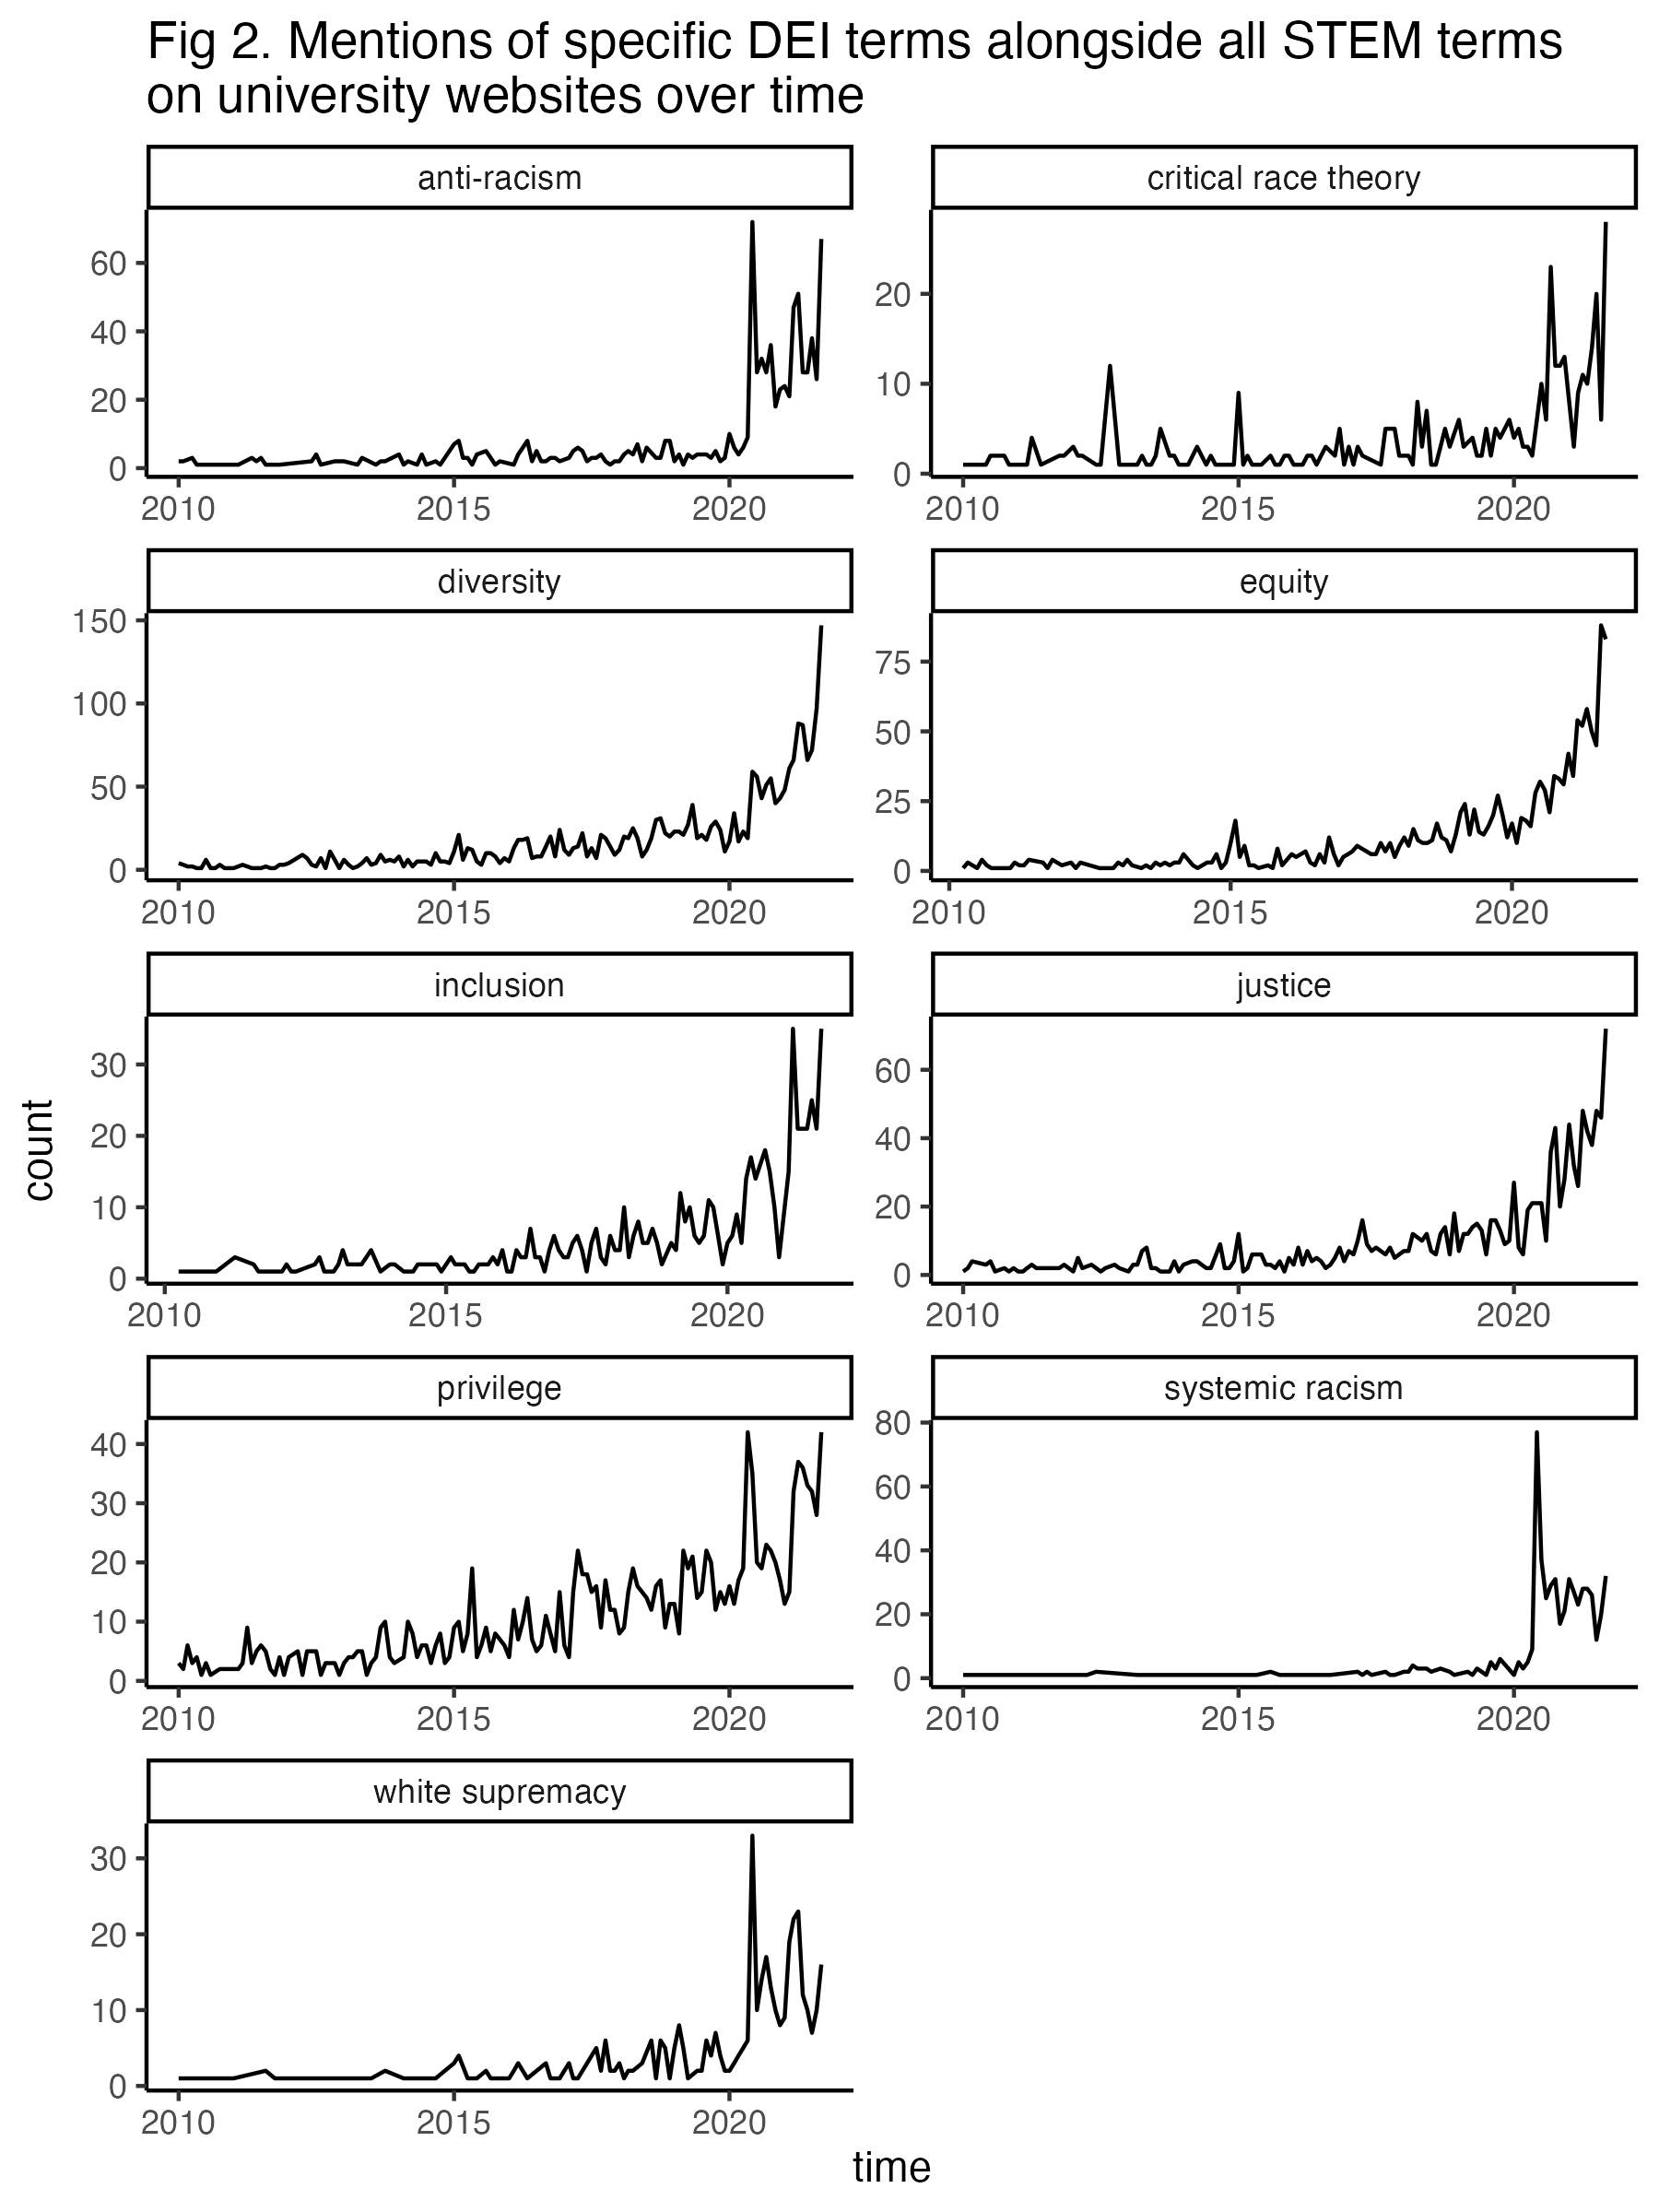 Fig 2. Mentions of specific DEI terms alongside all STEM terms
on university websites over time
anti-racism
60
40
20
0
2010 2015 2020
critical race theory
20
10
0
2010 2015 2020
diversity
150
100
50
0
2010 2015 2020
equity
75
50
25
0
2010 2015 2020
inclusion
30
20
10
0
2010 2015 2020
justice
60
40
20
0
2010 2015 2020
privilege
40
30
20
10
0
2010 2015 2020
systemic racism
80
60
40
20
0
2010 2015 2020
white supremacy
30
20
10
0
2010 2015 2020
count
time